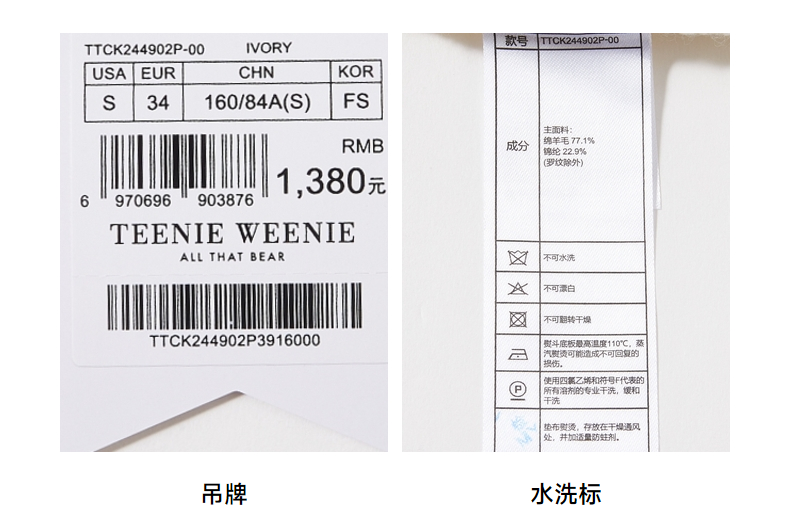 TTCK244902P-00 IVORY
USA EUR CHN KOR
S 34 160/84A(S) FS
RMB
1,380元
6 970696 903876
TEENIE WEENIE
ALL THAT BEAR
TTCK244902P3916000
吊牌
款号 TTCK244902P-00
成分
主面料：
绵羊毛 77.1%
锦纶 22.9%
(罗纹除外)
不可水洗
不可漂白
不可翻转干燥
熨斗底板最高温度110℃，蒸
汽熨烫可能造成不可回复的
损伤。
P
使用四氯乙烯和符号F代表的
所有溶剂的专业干洗，缓和
干洗
垫布熨烫，存放在干燥通风
处，并加适量防蛀剂。
水洗标